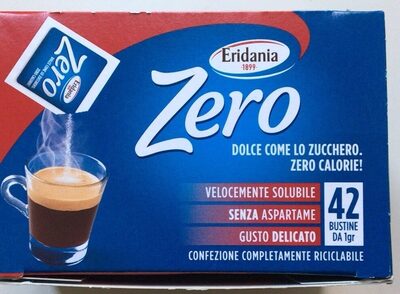 Eridania
1899
Zero
DOLCE COME LO ZUCCHERO.
ZERO CALORIE!
VELOCEMENTE SOLUBILE
SENZA ASPARTAME
GUSTO DELICATO
42
BUSTINE
DA 1gr
CONFEZIONE COMPLETAMENTE RICICLABILE
Zero